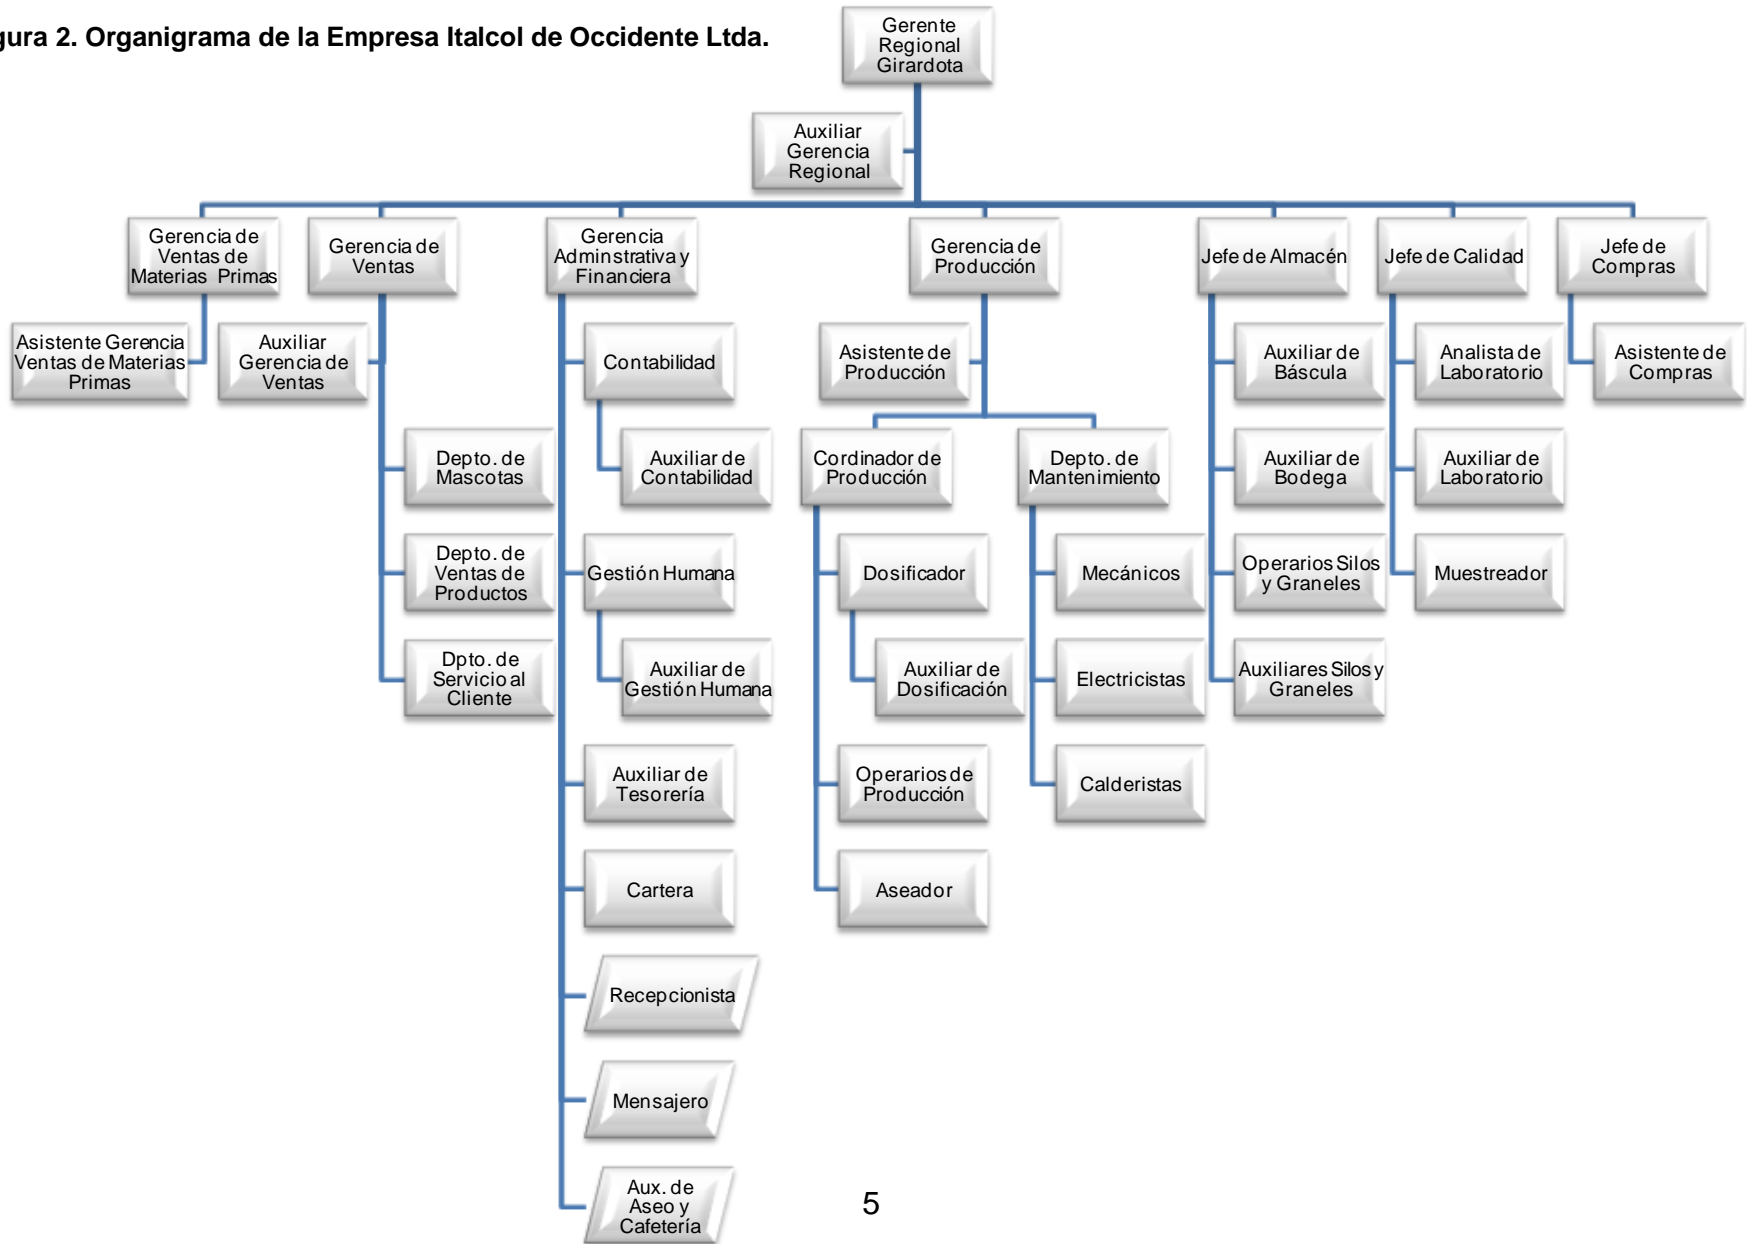 gura 2. Organigrama de la Empresa Italcol de Occidente Ltda.
Gerente
Regional
Girardota
Auxiliar
Gerencia
Regional
Gerencia de
Ventas de
Materias Primas
Gerencia de
Ventas
Gerencia
Adminstrativa y
Financiera
Gerencia de
Producción
Jefe de Almacén
Jefe de Calidad
Jefe de
Compras
Asistente Gerencia
Ventas de Materias
Primas
Auxiliar
Gerencia de
Ventas
Contabilidad
Asistente de
Producción
Auxiliar de
Báscula
Analista de
Laboratorio
Asistente de
Compras
Depto. de
Mascotas
Auxiliar de
Contabilidad
Cordinador de
Producción
Depto. de
Mantenimiento
Auxiliar de
Bodega
Auxiliar de
Laboratorio
Depto. de
Ventas de
Productos
Gestión Humana
Dosificador
Mecánicos
Operarios Silos
y Graneles
Muestreador
Dpto. de
Servicio al
Cliente
Auxiliar de
Gestión Humana
Auxiliar de
Dosificación
Electricistas
Auxiliares Silos y
Graneles
Auxiliar de
Tesorería
Operarios de
Producción
Calderistas
Cartera
Aseador
Recepcionista
Mensajero
Aux. de
Aseo y
Cafetería
5